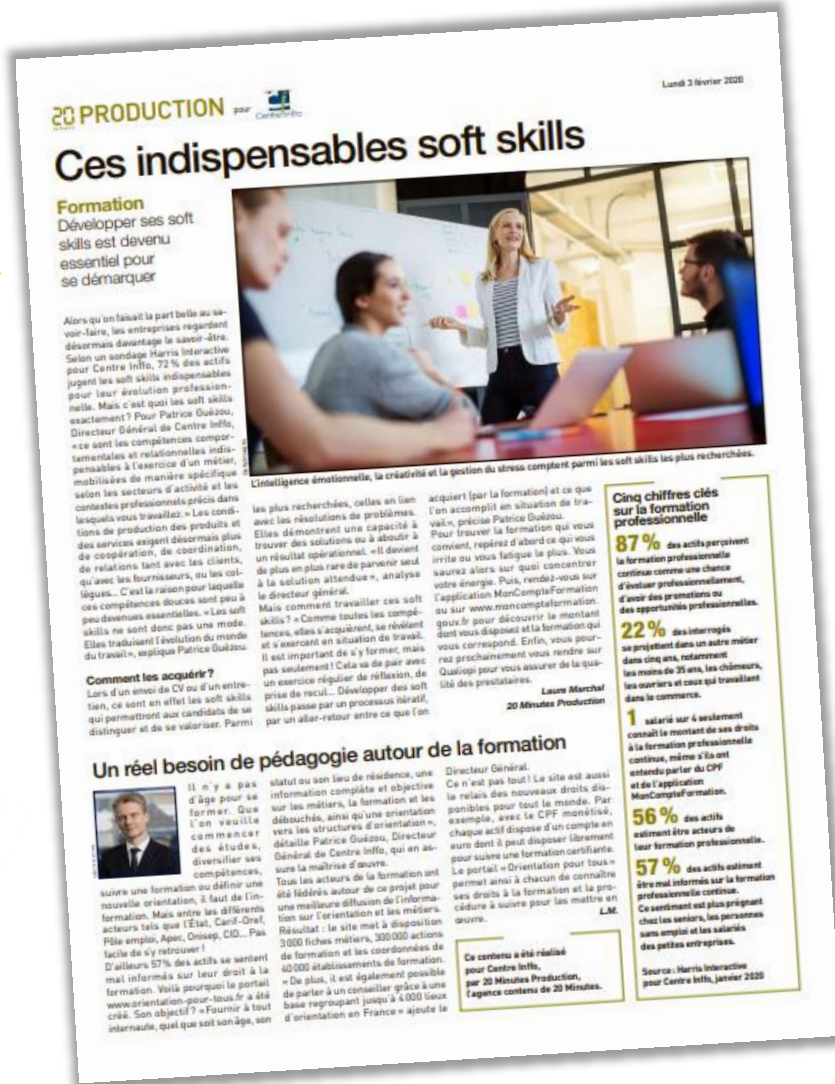 Lundi 3 février 2020
20 PRODUCTION pour Centre Inffo
Ces indispensables soft skills
Formation
Développer ses soft
skills est devenu
essentiel pour
se démarquer
Alors qu'on faisait la part belle au sa-
voir-faire, les entreprises regardent
désormais davantage le savoir-être.
Selon un sondage Harris Interactive
pour Centre Inffo, 72 % des actifs
jugent les soft skills indispensables
pour leur évolution profession-
nelle. Mais c'est quoi les soft skills
exactement ? Pour Patrice Guézou,
Directeur Général de Centre Inffo,
« ce sont les compétences compor-
tementales et relationnelles indis-
pensables à l'exercice d'un métier,
mobilisées de manière spécifique
selon les secteurs d'activité et les
contextes professionnels précis dans
lesquels vous travaillez. » Les condi-
tions de production des produits et
des services exigent désormais plus
de coopération, de coordination,
de relations tant avec les clients,
qu'avec les fournisseurs, ou les col-
lègues... C'est la raison pour laquelle
ces compétences douces sont peu à
peu devenues essentielles. « Les soft
skills ne sont donc pas une mode.
Elles traduisent l'évolution du monde
du travail », explique Patrice Guézou.
Comment les acquérir ?
Lors d'un envoi de CV ou d'un entre-
tien, ce sont en effet les soft skills
qui permettront aux candidats de se
distinguer et de se valoriser. Parmi
L'intelligence émotionnelle, la créativité et la gestion du stress comptent parmi les soft skills les plus recherchées.
les plus recherchées, celles en lien
avec les résolutions de problèmes.
Elles démontrent une capacité à
trouver des solutions ou à aboutir à
un résultat opérationnel. « Il devient
de plus en plus rare de parvenir seul
à la solution attendue », analyse
le directeur général.
Mais comment travailler ces soft
skills ? « Comme toutes les compé-
tences, elles s'acquièrent, se révèlent
et s'exercent en situation de travail.
Il est important de s'y former, mais
pas seulement ! Cela va de pair avec
un exercice régulier de réflexion, de
prise de recul... Développer des soft
skills passe par un processus itératif,
par un aller-retour entre ce que l'on
acquiert (par la formation) et ce que
l'on accomplit en situation de tra-
vail », précise Patrice Guézou.
Pour trouver la formation qui vous
convient, repérez d'abord ce qui vous
irrite ou vous fatigue le plus. Vous
saurez alors sur quoi concentrer
votre énergie. Puis, rendez-vous sur
l'application MonCompteFormation
ou sur www.moncompteformation.
gouv.fr pour découvrir le montant
dont vous disposez et la formation qui
vous correspond. Enfin, vous pour-
rez prochainement vous rendre sur
Qualiopi pour vous assurer de la qua-
lité des prestataires.
Laura Marchal
20 Minutes Production
Cinq chiffres clés
sur la formation
professionnelle
87 % des actifs perçoivent
la formation professionnelle
continue comme une chance
d'évoluer professionnellement,
d'avoir des promotions ou
des opportunités professionnelles.
22 % des interrogés
se projettent dans un autre métier
dans cinq ans, notamment
les moins de 35 ans, les chômeurs,
les ouvriers et ceux qui travaillent
dans le commerce.
1 salarié sur 4 seulement
connaît le montant de ses droits
à la formation professionnelle
continue, même s'ils ont
entendu parler du CPF
et de l'application
MonCompteFormation.
56 % des actifs
estiment être acteurs de
leur formation professionnelle.
57 % des actifs estiment
être mal informés sur la formation
professionnelle continue.
Ce sentiment est plus prégnant
chez les seniors, les personnes
sans emploi et les salariés
des petites entreprises.
Source : Harris Interactive
pour Centre Inffo, janvier 2020
Un réel besoin de pédagogie autour de la formation
Il n'y a pas
d'âge pour se
former. Que
l'on veuille
commencer
des études,
diversifier ses
compétences,
suivre une formation ou définir une
nouvelle orientation, il faut de l'in-
formation. Mais entre les différents
acteurs tels que l'État, Carif-Oref,
Pôle emploi, Apec, Onisep, CIO... Pas
facile de s'y retrouver !
D'ailleurs 57% des actifs se sentent
mal informés sur leur droit à la
formation. Voilà pourquoi le portail
www.orientation-pour-tous.fr a été
créé. Son objectif ? « Fournir à tout
internaute, quel que soit son âge, son
statut ou son lieu de résidence, une
information complète et objective
sur les métiers, la formation et les
débouchés, ainsi qu'une orientation
vers les structures d'orientation »,
détaille Patrice Guézou, Directeur
Général de Centre Inffo, qui en as-
sure la maîtrise d'œuvre.
Tous les acteurs de la formation ont
été fédérés autour de ce projet pour
une meilleure diffusion de l'informa-
tion sur l'orientation et les métiers.
Résultat : le site met à disposition
3 000 fiches métiers, 300 000 actions
de formation et les coordonnées de
40 000 établissements de formation.
« De plus, il est également possible
de parler à un conseiller grâce à une
base regroupant jusqu'à 4 000 lieux
d'orientation en France » ajoute le
Directeur Général.
Ce n'est pas tout ! Le site est aussi
le relais des nouveaux droits dis-
ponibles pour tout le monde. Par
exemple, avec le CPF monétisé,
chaque actif dispose d'un compte en
euro dont il peut disposer librement
pour suivre une formation certifiante.
Le portail « Orientation pour tous »
permet ainsi à chacun de connaître
ses droits à la formation et la pro-
cédure à suivre pour les mettre en
œuvre.
L.M.
Ce contenu a été réalisé
pour Centre Inffo,
par 20 Minutes Production,
l'agence contenu de 20 Minutes.